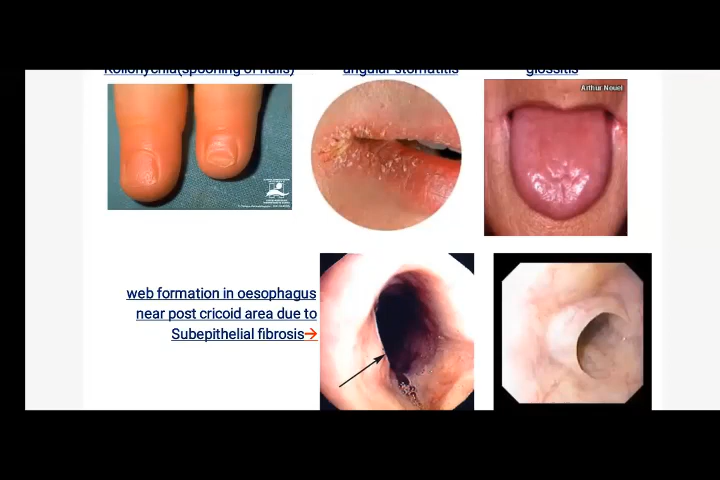 Koilonychia(spooning of nails)
angular stomatitis
glossitis
Arthur Nouel
web formation in oesophagus
near post cricoid area due to
Subepithelial fibrosis→